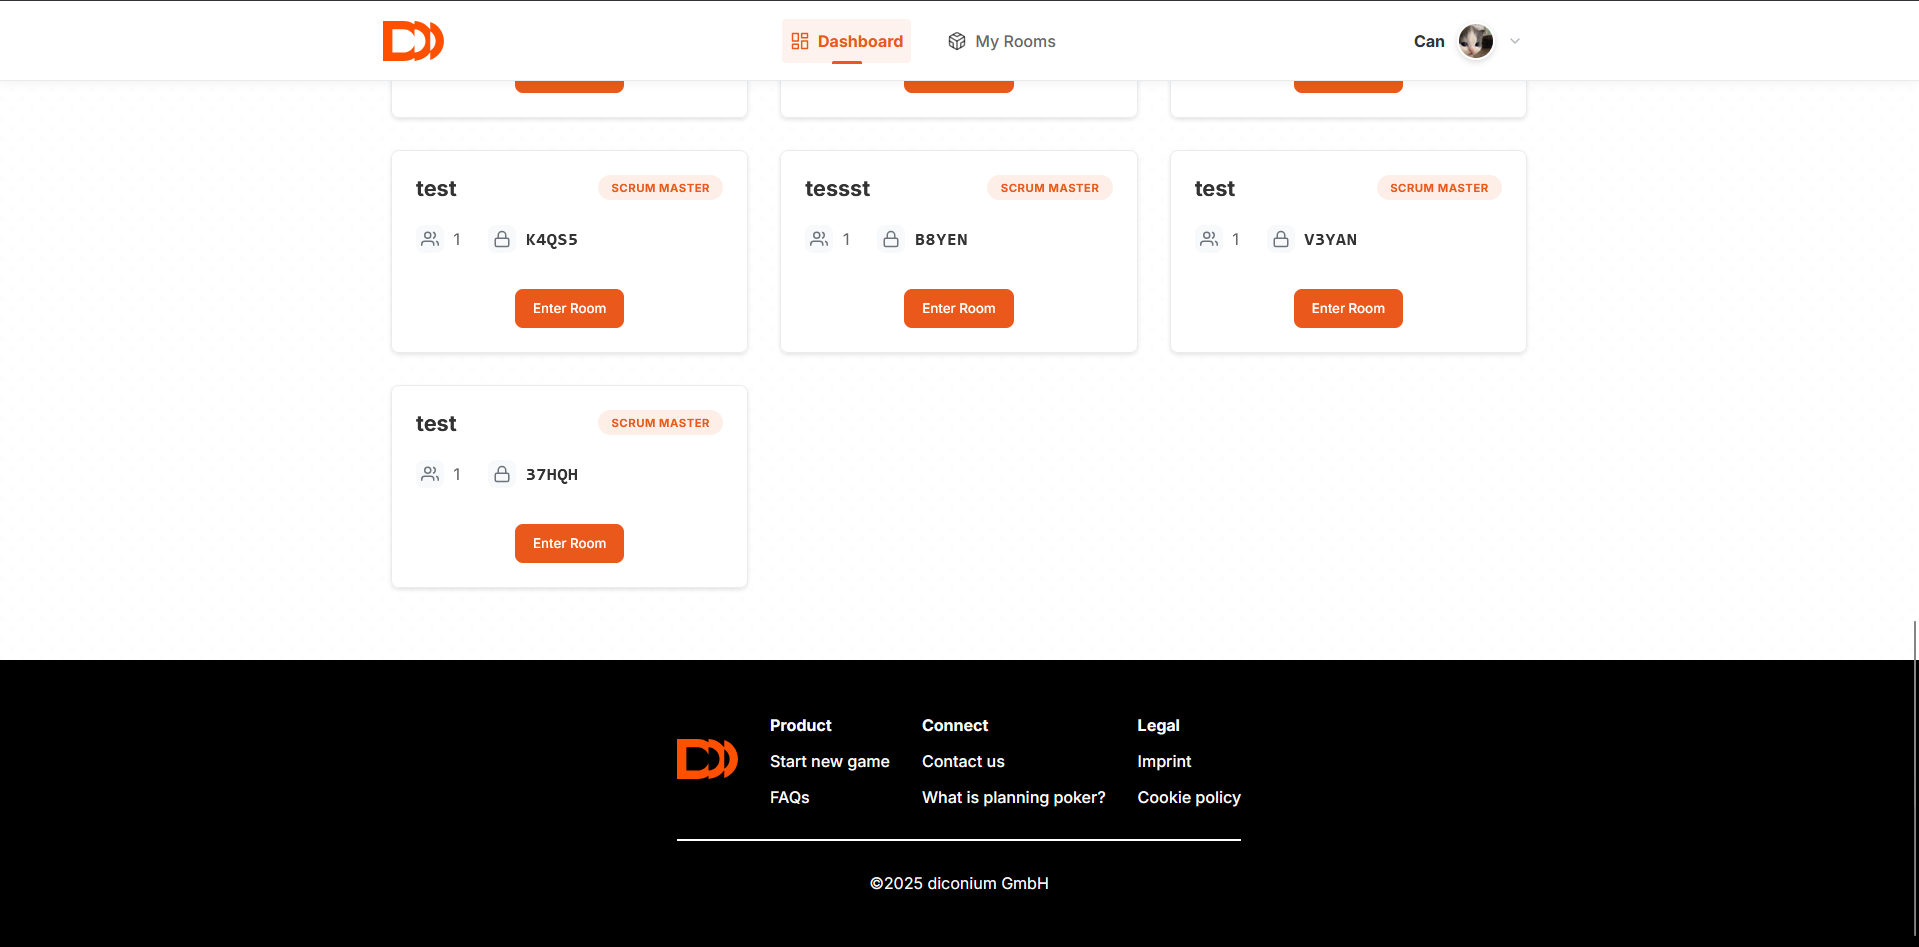 Dashboard My Rooms Can
test SCRUM MASTER tessst SCRUM MASTER test SCRUM MASTER
1 K4QS5 1 B8YEN 1 V3YAN
Enter Room Enter Room Enter Room
test SCRUM MASTER
1 37HQH
Enter Room
Product Connect Legal
Start new game Contact us Imprint
FAQs What is planning poker? Cookie policy
©2025 diconium GmbH